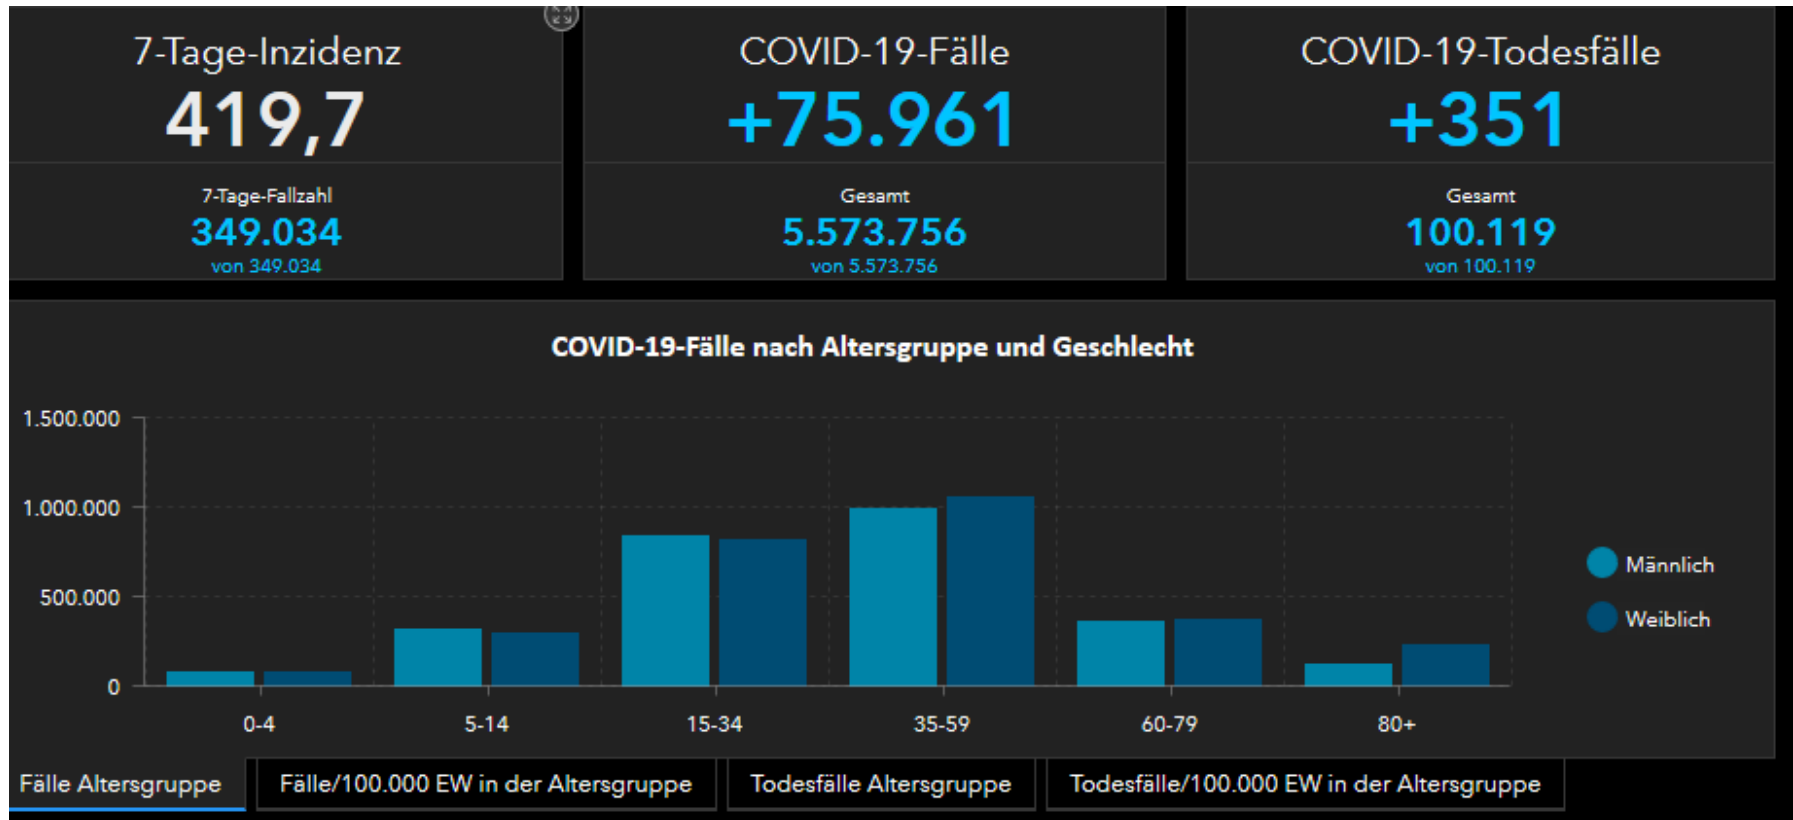 7-Tage-Inzidenz
419,7
7-Tage-Fallzahl
349.034
von 349.034
COVID-19-Fälle
+75.961
Gesamt
5.573.756
von 5.573.756
COVID-19-Todesfälle
+351
Gesamt
100.119
von 100.119
COVID-19-Fälle nach Altersgruppe und Geschlecht
1.500.000
1.000.000
500.000
0
0-4 5-14 15-34 35-59 60-79 80+
Männlich
Weiblich
Fälle Altersgruppe Fälle/100.000 EW in der Altersgruppe Todesfälle Altersgruppe Todesfälle/100.000 EW in der Altersgruppe